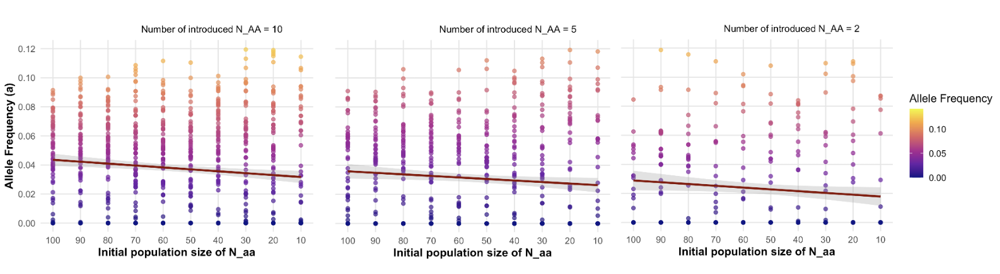 Number of introduced N_AA = 10
Number of introduced N_AA = 5
Number of introduced N_AA = 2
Allele Frequency (a)
0.12
0.10
0.08
0.06
0.04
0.02
0.00
100 90 80 70 60 50 40 30 20 10
100 90 80 70 60 50 40 30 20 10
100 90 80 70 60 50 40 30 20 10
Initial population size of N_aa
Initial population size of N_aa
Initial population size of N_aa
Allele Frequency
0.10
0.05
0.00